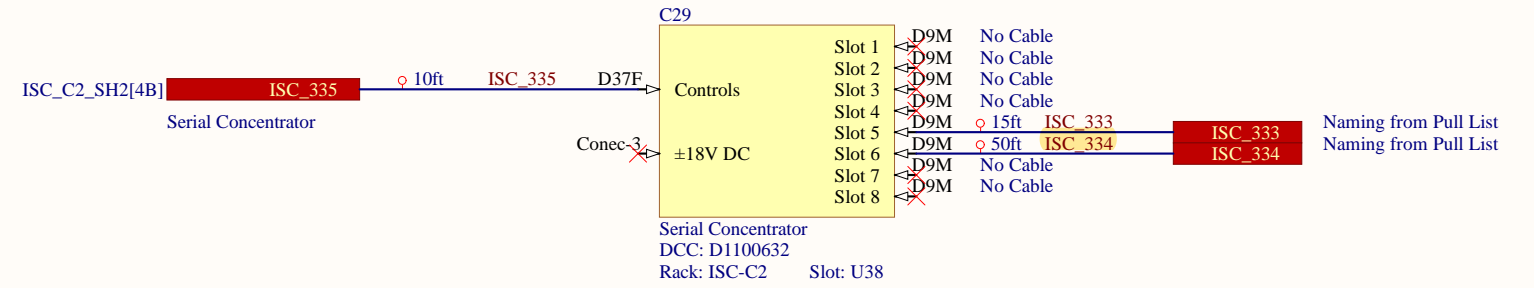 C29
ISC_C2_SH2[4B] ISC_335 10ft ISC_335 D37F Controls
Serial Concentrator
Conec-3 ±18V DC
Slot 1 D9M No Cable
Slot 2 D9M No Cable
Slot 3 D9M No Cable
Slot 4 D9M No Cable
Slot 5 D9M 15ft ISC_333 ISC_333 Naming from Pull List
Slot 6 D9M 50ft ISC_334 ISC_334 Naming from Pull List
Slot 7 D9M No Cable
Slot 8 D9M No Cable
Serial Concentrator
DCC: D1100632
Rack: ISC-C2 Slot: U38